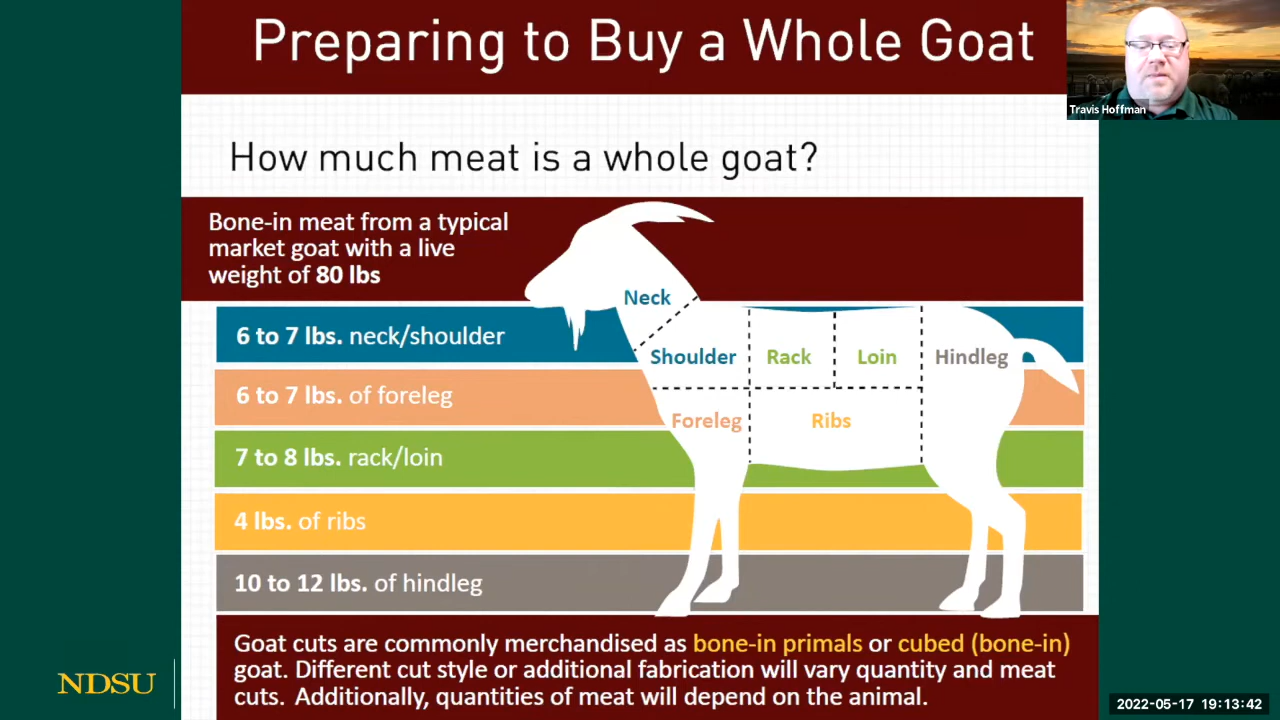 Preparing to Buy a Whole Goat
Travis Hoffman
How much meat is a whole goat?
Bone-in meat from a typical
market goat with a live
weight of 80 lbs
Neck
6 to 7 lbs. neck/shoulder
Shoulder
Rack
Loin
Hindleg
6 to 7 lbs. of foreleg
Foreleg
Ribs
7 to 8 lbs. rack/loin
4 lbs. of ribs
10 to 12 lbs. of hindleg
Goat cuts are commonly merchandised as bone-in primals or cubed (bone-in)
goat. Different cut style or additional fabrication will vary quantity and meat
cuts. Additionally, quantities of meat will depend on the animal.
NDSU
2022-05-17 19:13:42